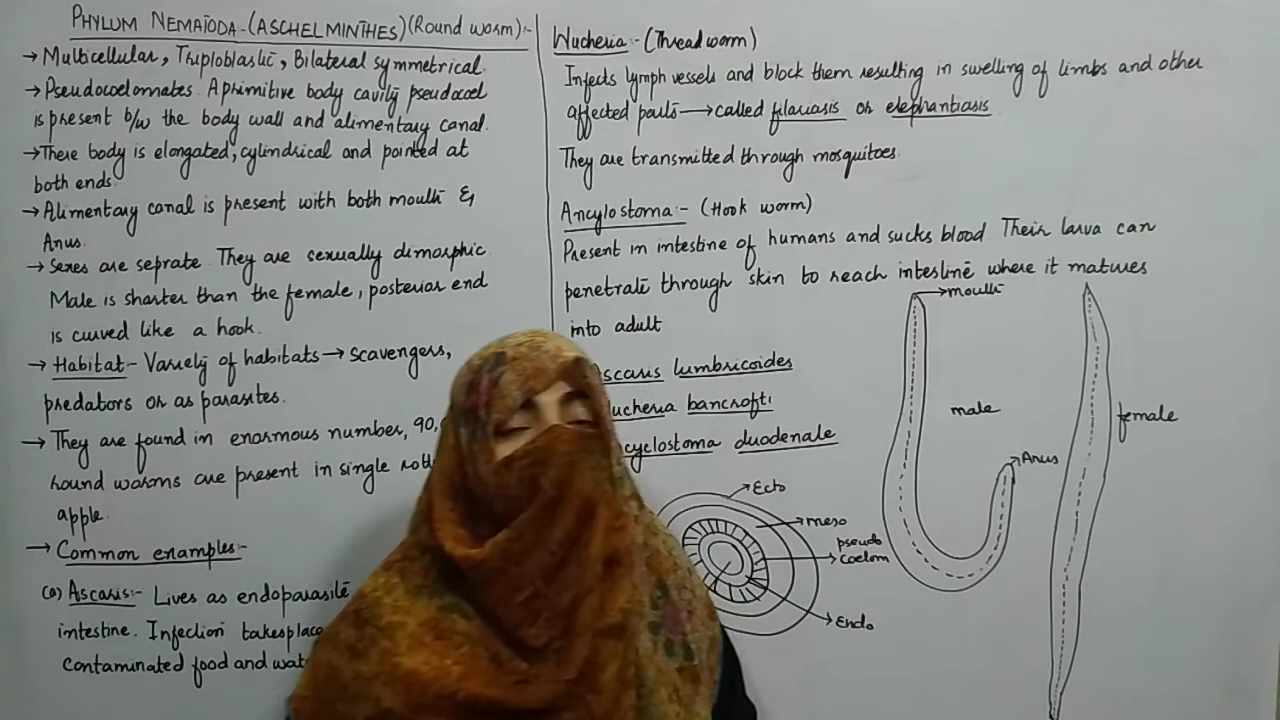 PHYLUM NEMATODA-(ASCHELMINTHES)(Round worm):-
→ Multicellular, Triploblastic, Bilateral symmetrical.
→ Pseudocoelomates. A primitive body cavity pseudocoel
is present b/w the body wall and alimentary canal.
→ There body is elongated, cylindrical and pointed at
both ends.
→ Alimentary canal is present with both mouth &
Anus.
→ Sexes are seprate. They are sexually dimorphic.
Male is sharter than the female, posterior end
is curved like a hook.
→ Habitat:- Variety of habitats → scavengers,
predators or as parasites.
→ They are found in enarmous number, 90,
round warms are present in single
apple.
→ Common examples:-
(a) Ascaris:- Lives as endoparasite
intestine. Infection takesplace
Contaminated food and
Wucheria:- (Thread worm)
Infects lymph vessels and block them resulting in swelling of limbs and other
affected parts → called filariasis or elephantiasis
They are transmitted through mosquitoes
Ancylostoma:- (Hook worm)
Present in intestine of humans and sucks blood Their larva can
penetrate through skin to reach intestine where it matures
into adult
scaris lumbricoides
ucheria bancrofti
cyclostoma duodenale
mouth
male
female
Anus
Ecto
meso
pseudo
coelom
Endo